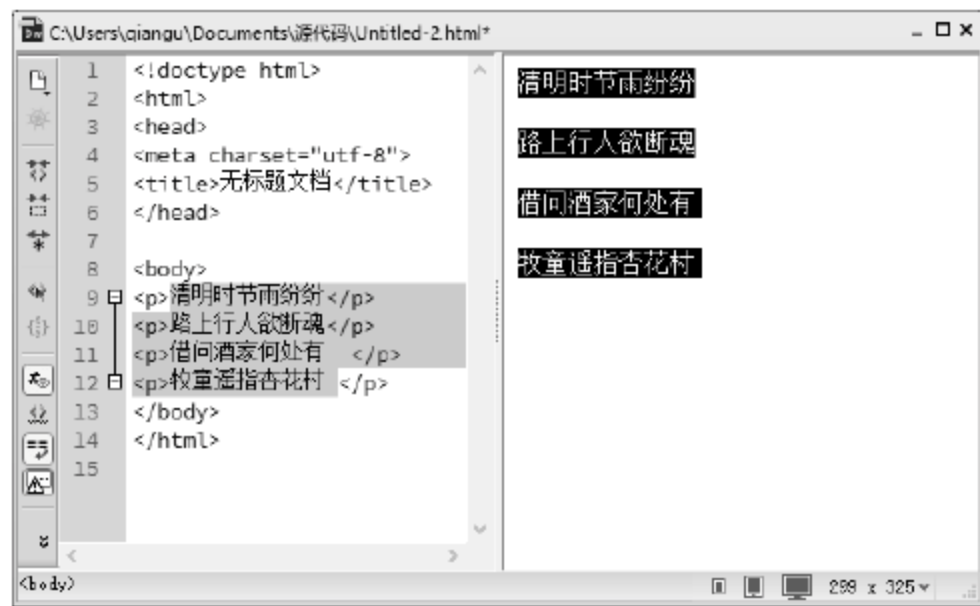 C:\Users\qiangu\Documents\源代码\Untitled-2.html*
1 <!doctype html>
2 <html>
3 <head>
4 <meta charset="utf-8">
5 <title>无标题文档</title>
6 </head>
7
8 <body>
9 <p>清明时节雨纷纷</p>
10 <p>路上行人欲断魂</p>
11 <p>借问酒家何处有 </p>
12 <p>牧童遥指杏花村 </p>
13 </body>
14 </html>
15
清明时节雨纷纷
路上行人欲断魂
借问酒家何处有
牧童遥指杏花村
<body>
299 x 325